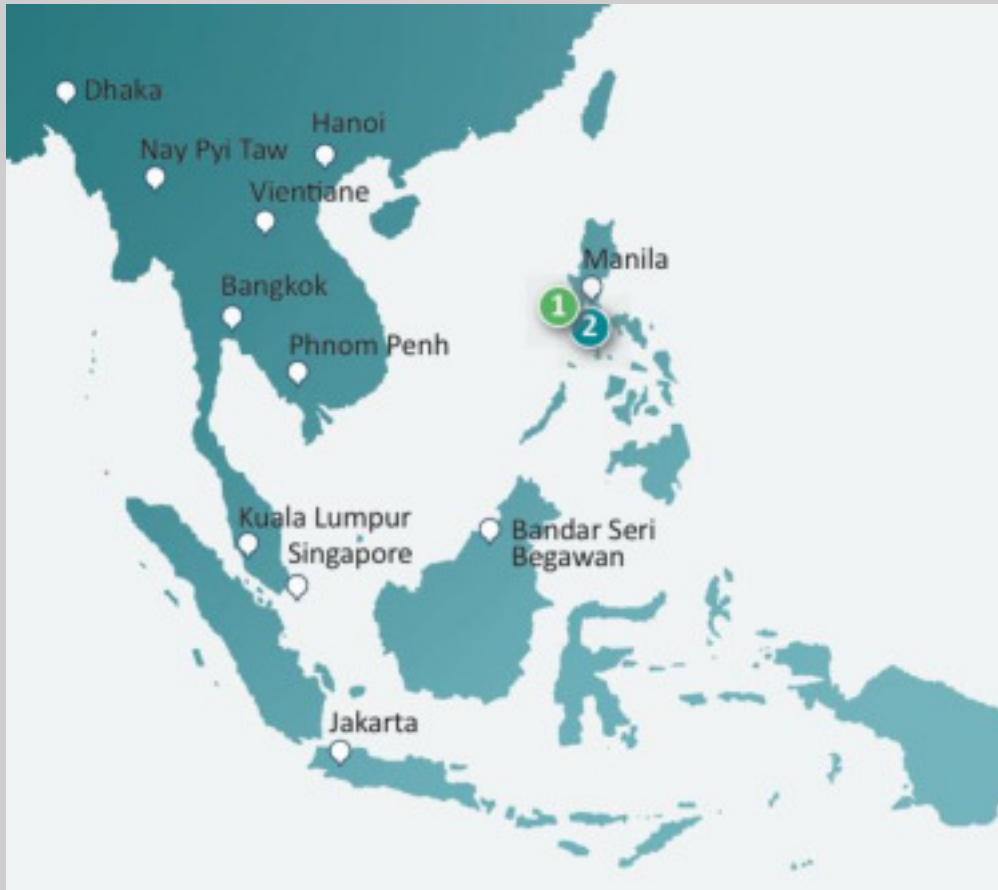 Dhaka
Hanoi
Nay Pyi Taw
Vientiane
Manila
Bangkok
1
2
Phnom Penh
Kuala Lumpur
Singapore
Bandar Seri
Begawan
Jakarta